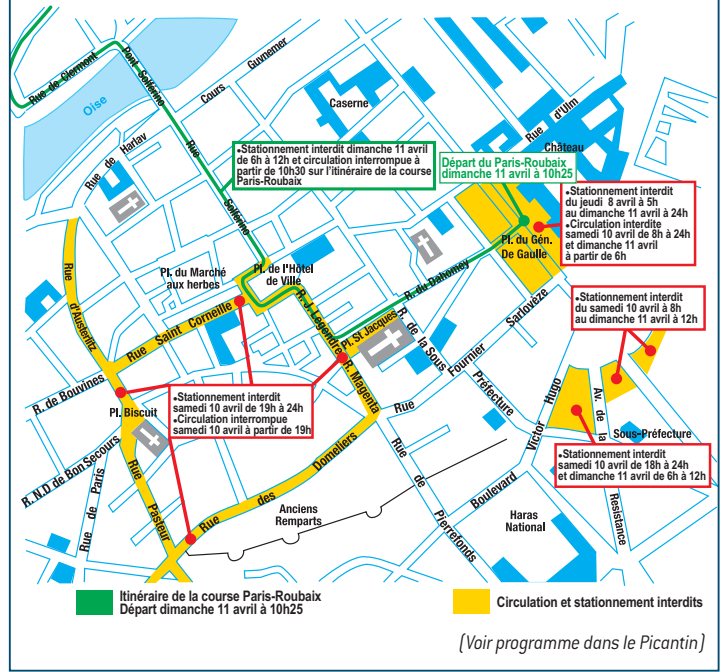 Rue de Clermont
Pont Solférino
Oise
Rue de Harlay
Cours Guynemer
Caserne
Rue d'Ulm
Château
Rue Solférino
•Stationnement interdit dimanche 11 avril
de 6h à 12h et circulation interrompue à
partir de 10h30 sur l'itinéraire de la course
Paris-Roubaix
Départ du Paris-Roubaix
dimanche 11 avril à 10h25
•Stationnement interdit
du jeudi 8 avril à 5h
au dimanche 11 avril à 24h
•Circulation interdite
samedi 10 avril de 8h à 24h
et dimanche 11 avril
à partir de 6h
Pl. du Gén.
De Gaulle
Pl. de l'Hôtel
de Ville
Pl. du Marché
aux herbes
Rue d'Austerlitz
Rue Saint Corneille
R. J. Legendre
R. du Dahomey
Pl. St Jacques
R. de la Sous Préfecture
Sarlovèze
Fournier
•Stationnement interdit
du samedi 10 avril à 8h
au dimanche 11 avril à 12h
R. Magenta
R. de Bouvines
Pl. Biscuit
•Stationnement interdit
samedi 10 avril de 19h à 24h
•Circulation interrompue
samedi 10 avril à partir de 19h
Rue
Victor Hugo
Av. de la Resistance
Sous-Préfecture
•Stationnement interdit
samedi 10 avril de 18h à 24h
et dimanche 11 avril de 6h à 12h
R. N.D. de Bon Secours
Rue de Paris
Rue Pasteur
Rue des Domeliers
Anciens
Remparts
Rue de Pierrefonds
Boulevard
Haras
National
Itinéraire de la course Paris-Roubaix
Départ dimanche 11 avril à 10h25
Circulation et stationnement interdits
(Voir programme dans le Picantin)